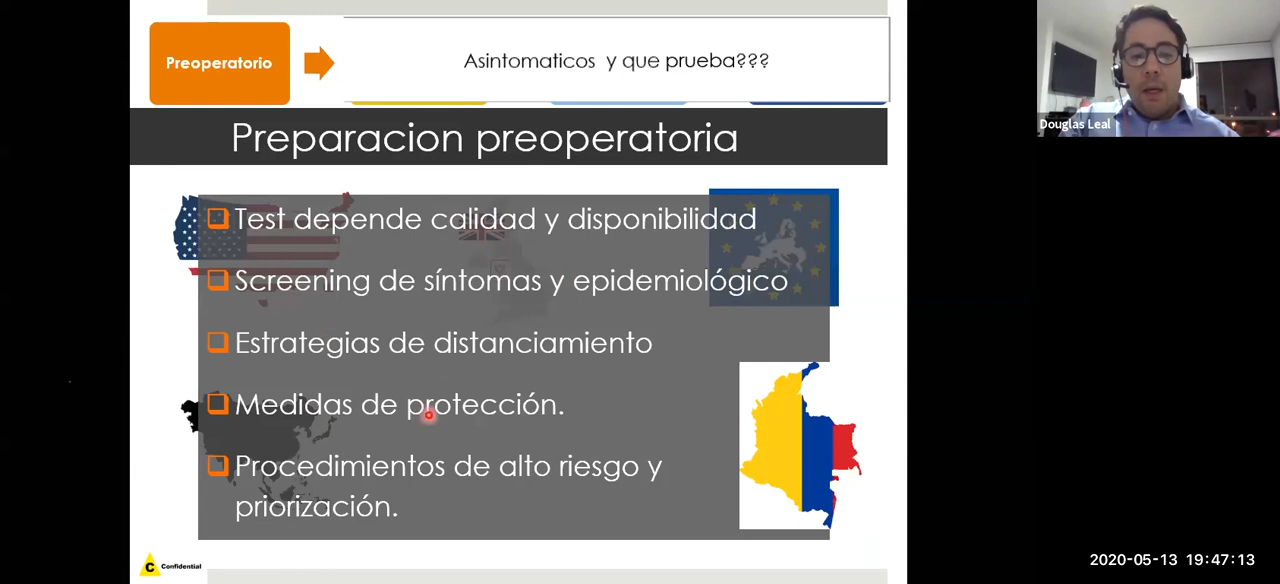 Preoperatorio
Asintomaticos y que prueba???
Douglas Leal
Preparacion preoperatoria
Test depende calidad y disponibilidad
Screening de síntomas y epidemiológico
Estrategias de distanciamiento
Medidas de protección.
Procedimientos de alto riesgo y
priorización.
C Confidential
2020-05-13 19:47:13